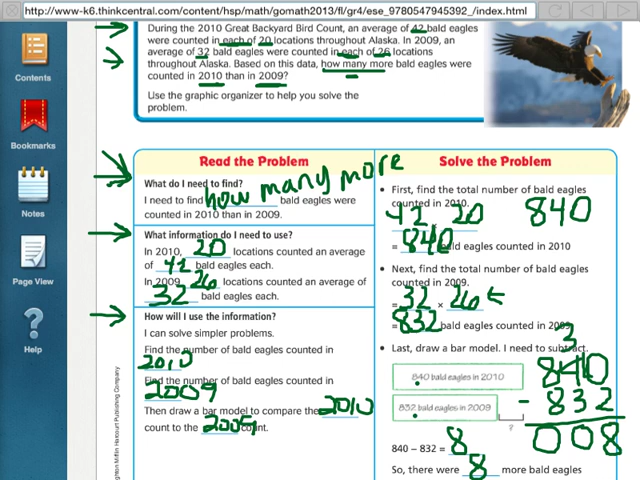 http://www-k6.thinkcentral.com/content/hsp/math/gomath2013/fl/gr4/ese_9780547945392_/index.html
During the 2010 Great Backyard Bird Count, an average of 42 bald eagles
were counted in each of 20 locations throughout Alaska. In 2009, an
average of 32 bald eagles were counted in each of 26 locations
throughout Alaska. Based on this data, how many more bald eagles were
counted in 2010 than in 2009?
Use the graphic organizer to help you solve the
problem.
Contents
Bookmarks
Notes
Page View
Help
Read the Problem
What do I need to find?
I need to find how many more bald eagles were
counted in 2010 than in 2009.
What information do I need to use?
In 2010, 20 locations counted an average
of 42 bald eagles each.
In 2009 26 locations counted an average of
32 bald eagles each.
How will I use the information?
I can solve simpler problems.
Find the number of bald eagles counted in
2010
Find the number of bald eagles counted in
2009
Then draw a bar model to compare the 2010
count to the 2009 count.
Solve the Problem
• First, find the total number of bald eagles
counted in 2010.
42 × 20 840
= 840 bald eagles counted in 2010
• Next, find the total number of bald eagles
counted in 2009.
= 32 × 26
832 bald eagles counted in 2009
• Last, draw a bar model. I need to subtract.
840 bald eagles in 2010
832 bald eagles in 2009
?
3
840
- 832
008
840 – 832 = 8
So, there were 8 more bald eagles
ghton Mifflin Harcourt Publishing Company